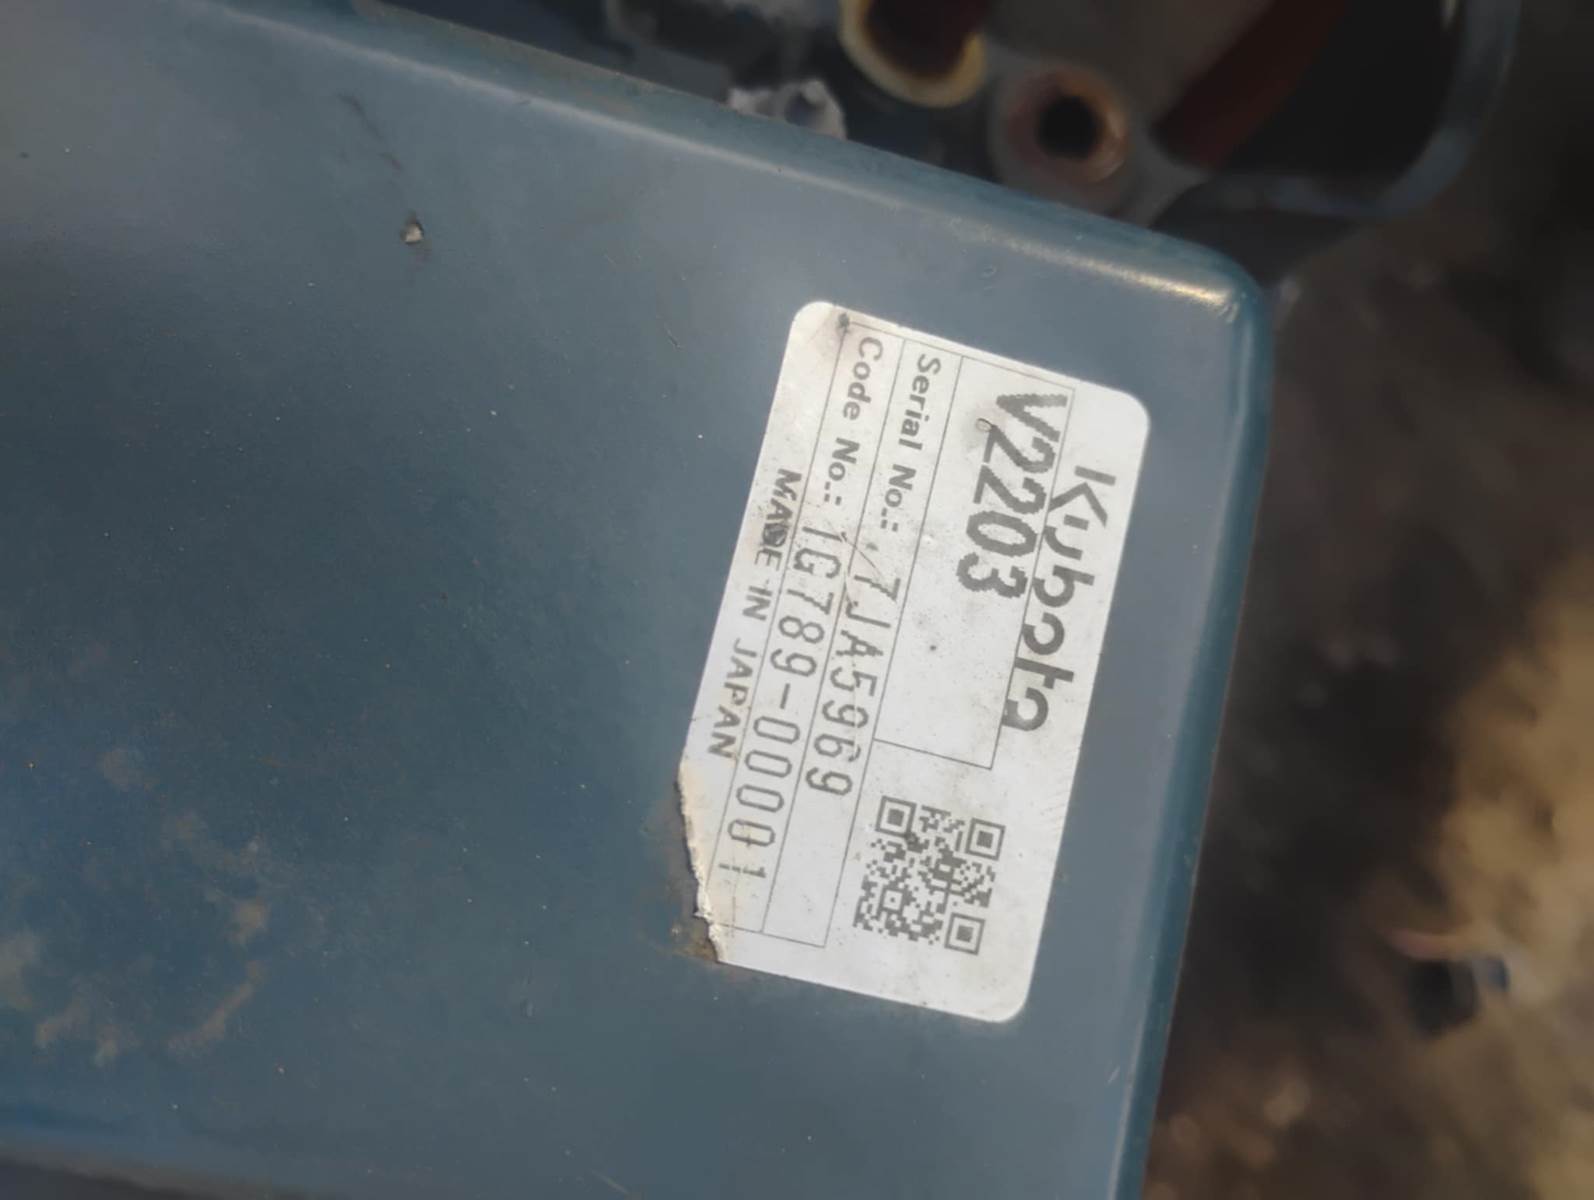 Kubota
V2203
Serial No.: 7JA5969
Code No.: 1G789-00001
MADE IN JAPAN